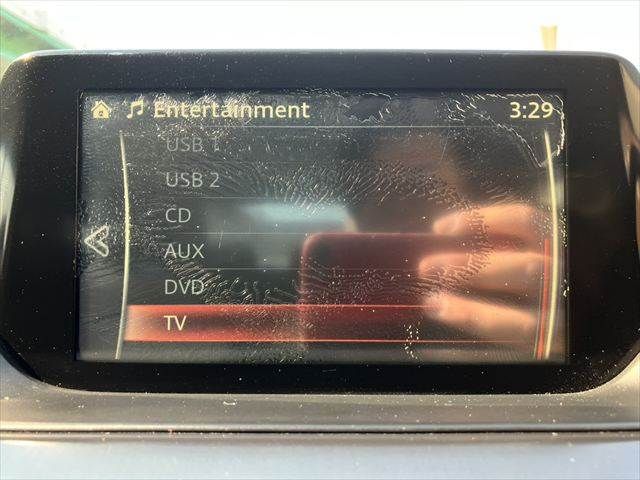 Entertainment 3:29
USB 1
USB 2
CD
AUX
DVD
TV